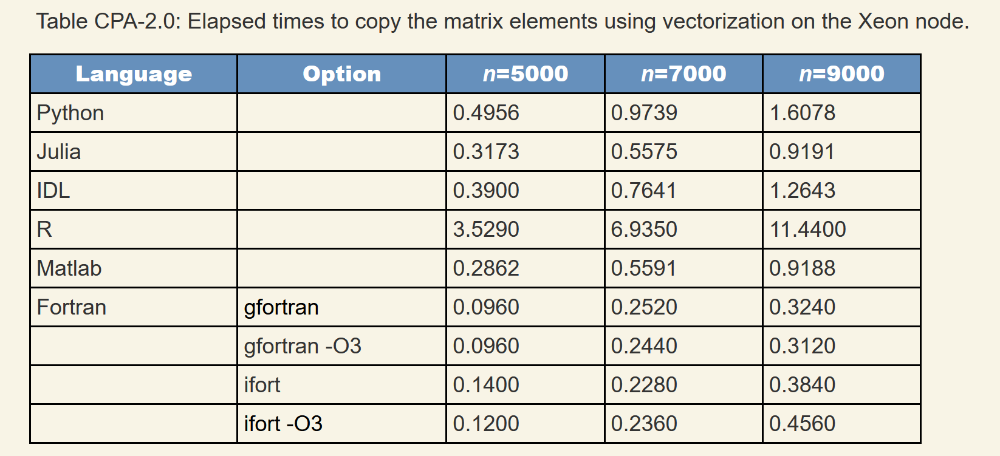 Table CPA-2.0: Elapsed times to copy the matrix elements using vectorization on the Xeon node.
Language Option n=5000 n=7000 n=9000
Python 0.4956 0.9739 1.6078
Julia 0.3173 0.5575 0.9191
IDL 0.3900 0.7641 1.2643
R 3.5290 6.9350 11.4400
Matlab 0.2862 0.5591 0.9188
Fortran gfortran 0.0960 0.2520 0.3240
gfortran -O3 0.0960 0.2440 0.3120
ifort 0.1400 0.2280 0.3840
ifort -O3 0.1200 0.2360 0.4560